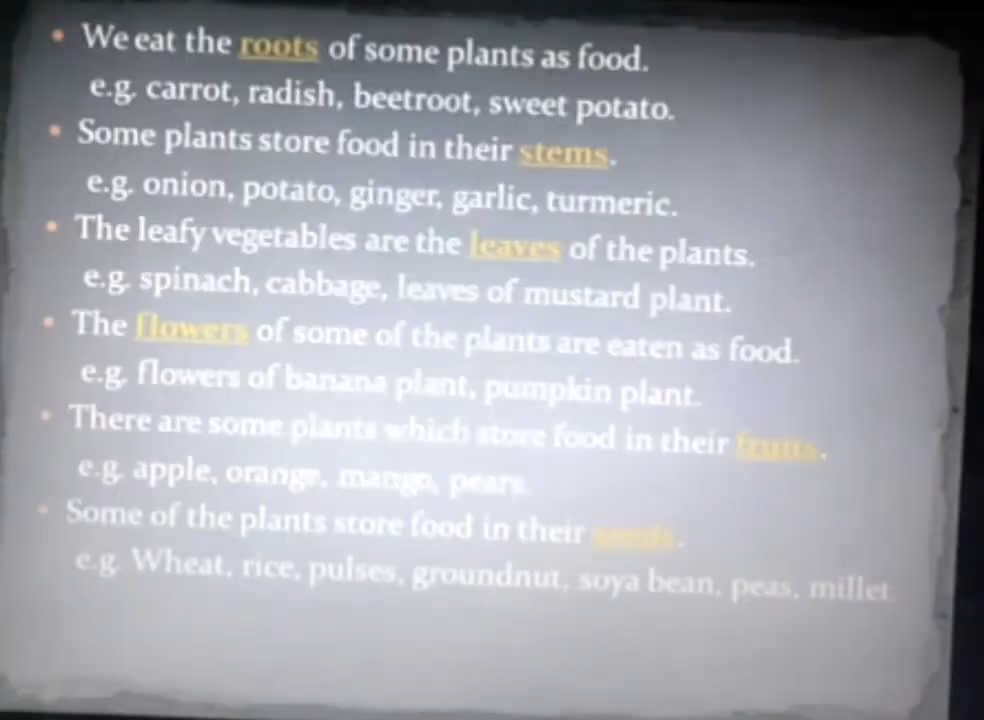 • We eat the roots of some plants as food.
e.g. carrot, radish, beetroot, sweet potato.
• Some plants store food in their stems.
e.g. onion, potato, ginger, garlic, turmeric.
• The leafy vegetables are the leaves of the plants.
e.g. spinach, cabbage, leaves of mustard plant.
• The flowers of some of the plants are eaten as food.
e.g. flowers of banana plant, pumpkin plant.
• There are some plants which store food in their fruits.
e.g. apple, orange, mango, pears.
• Some of the plants store food in their seeds.
e.g. Wheat, rice, pulses, groundnut, soya bean, peas, millet